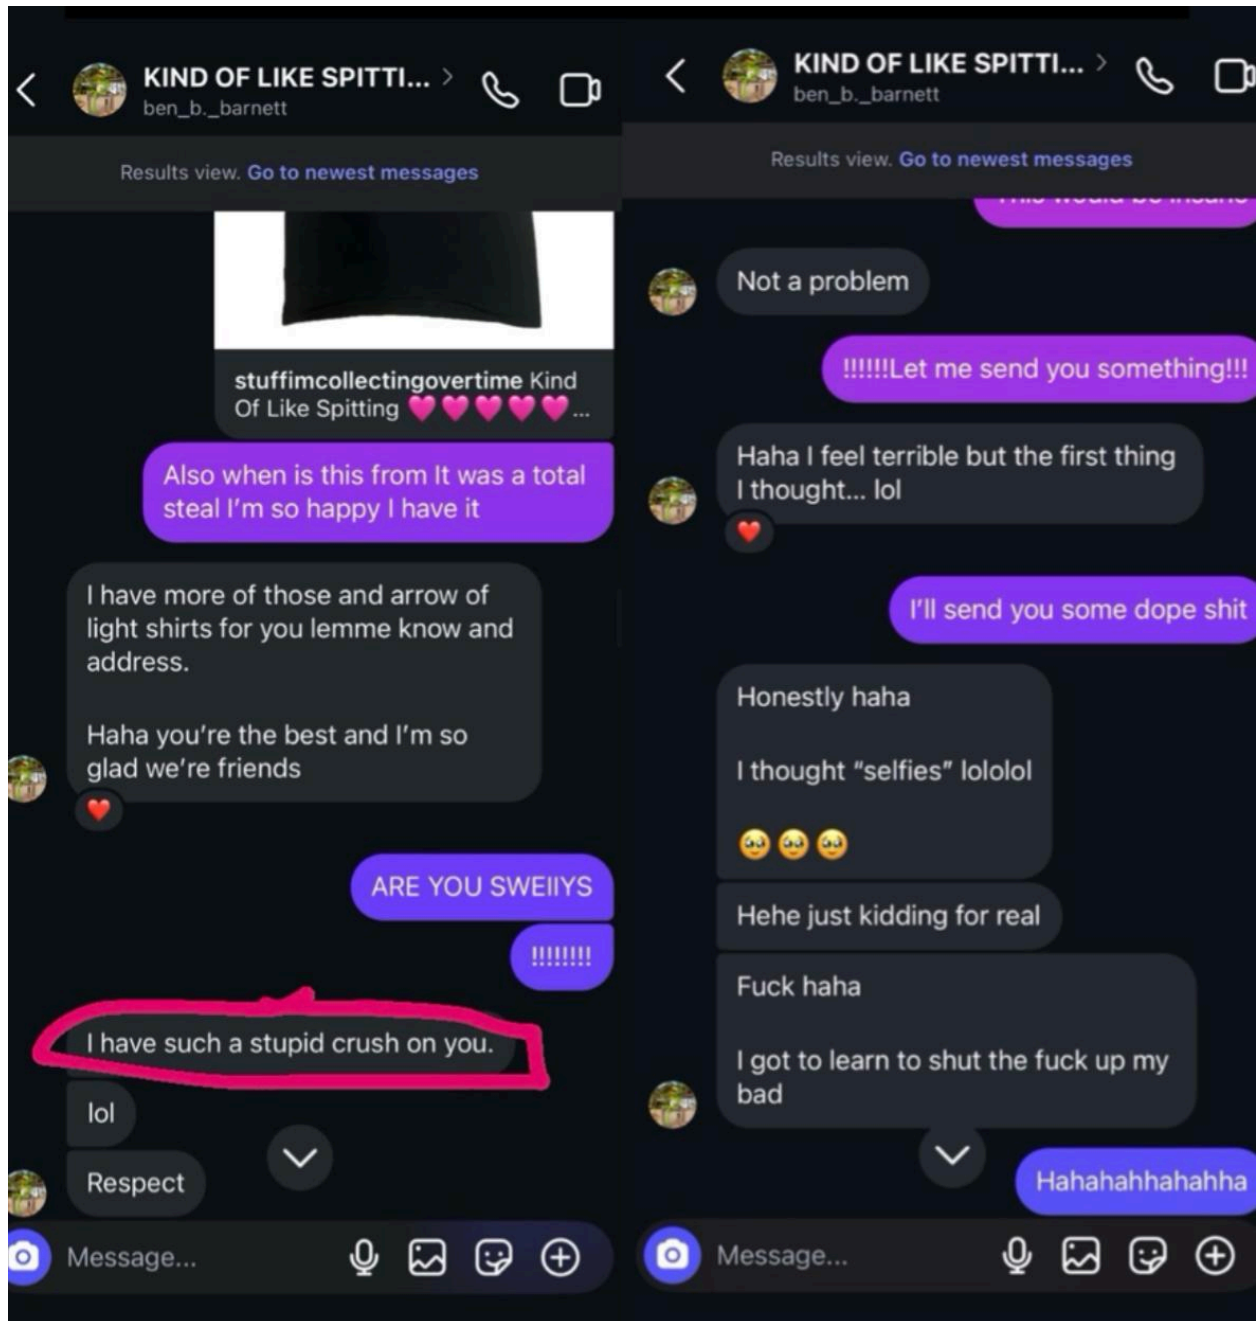 KIND OF LIKE SPITTI...
ben_b._barnett
Results view. Go to newest messages
stuffimcollectingovertime Kind
Of Like Spitting 💗💗💗💗💗...
Also when is this from It was a total
steal I'm so happy I have it
I have more of those and arrow of
light shirts for you lemme know and
address.
Haha you're the best and I'm so
glad we're friends
❤️
ARE YOU SWEIIYS
!!!!!!!!
I have such a stupid crush on you.
lol
Respect
Message...
KIND OF LIKE SPITTI...
ben_b._barnett
Results view. Go to newest messages
This would be insane
Not a problem
!!!!!!Let me send you something!!!
Haha I feel terrible but the first thing
I thought... lol
❤️
I'll send you some dope shit
Honestly haha
I thought "selfies" lololol
🥹🥹🥹
Hehe just kidding for real
Fuck haha
I got to learn to shut the fuck up my
bad
Hahahahhahahha
Message...